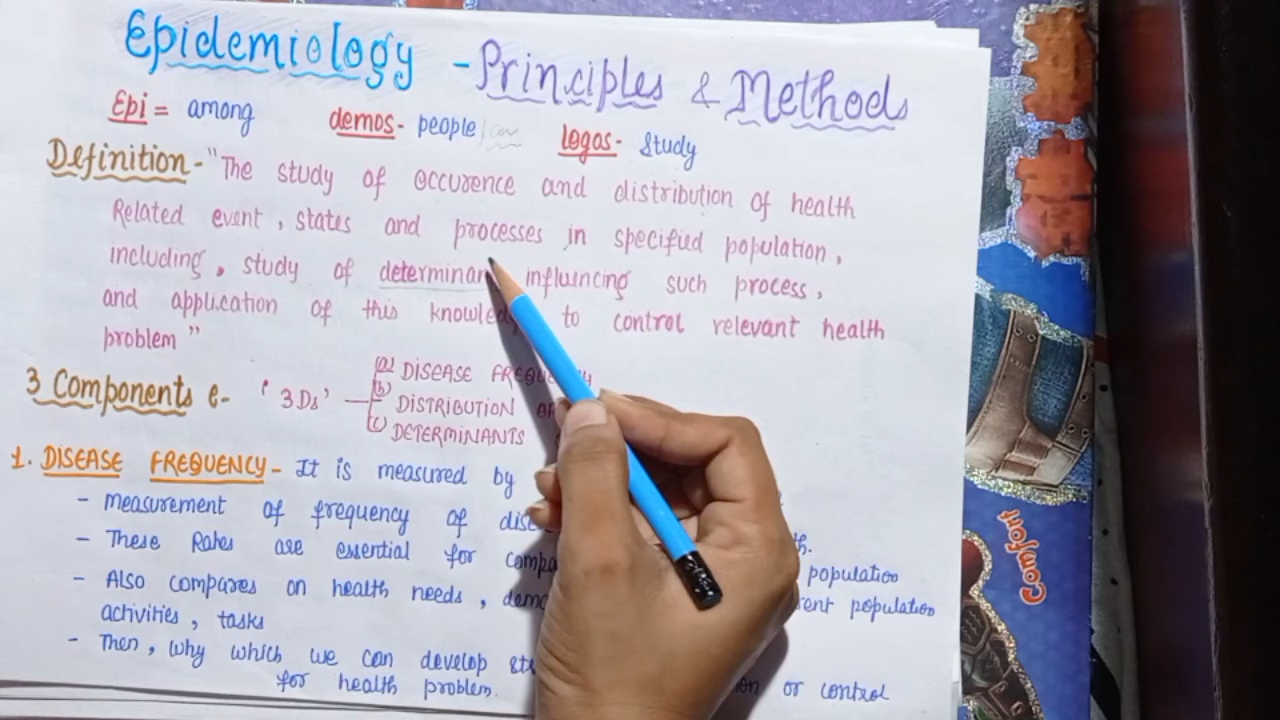 Epidemiology - Principles & Methods
Epi = among demos - people logos - Study
Definition - "The study of occurence and distribution of health
Related event, states and processes in specified population,
including, study of determinan influencing such process,
and application of this to control relevant health
problem"
3 Components e- '3Ds' (a) DISEASE
(b) DISTRIBUTION
(c) DETERMINANTS
1. DISEASE FREQUENCY - It is measured by
- Measurement of frequency of
- These Rates are essential for population
- Also compares on health needs, population
activities, tasks
- Then, why which we can develop or control
for health problem.
Comfort